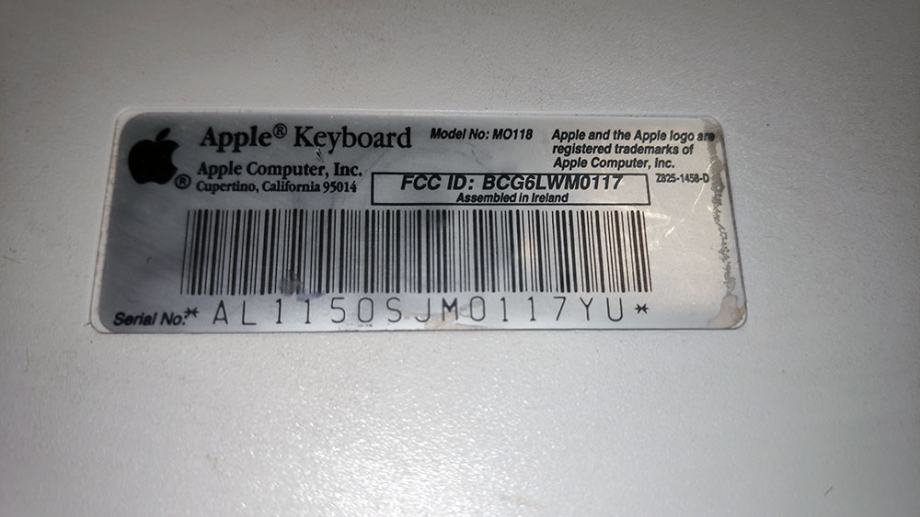 Apple® Keyboard
Model No: MO118
Apple and the Apple logo are
registered trademarks of
Apple Computer, Inc.
Apple Computer, Inc.
Cupertino, California 95014
®
FCC ID: BCG6LWM0117
Assembled in Ireland
Z825-1458-D
Serial No:* AL1150SJM0117YU*